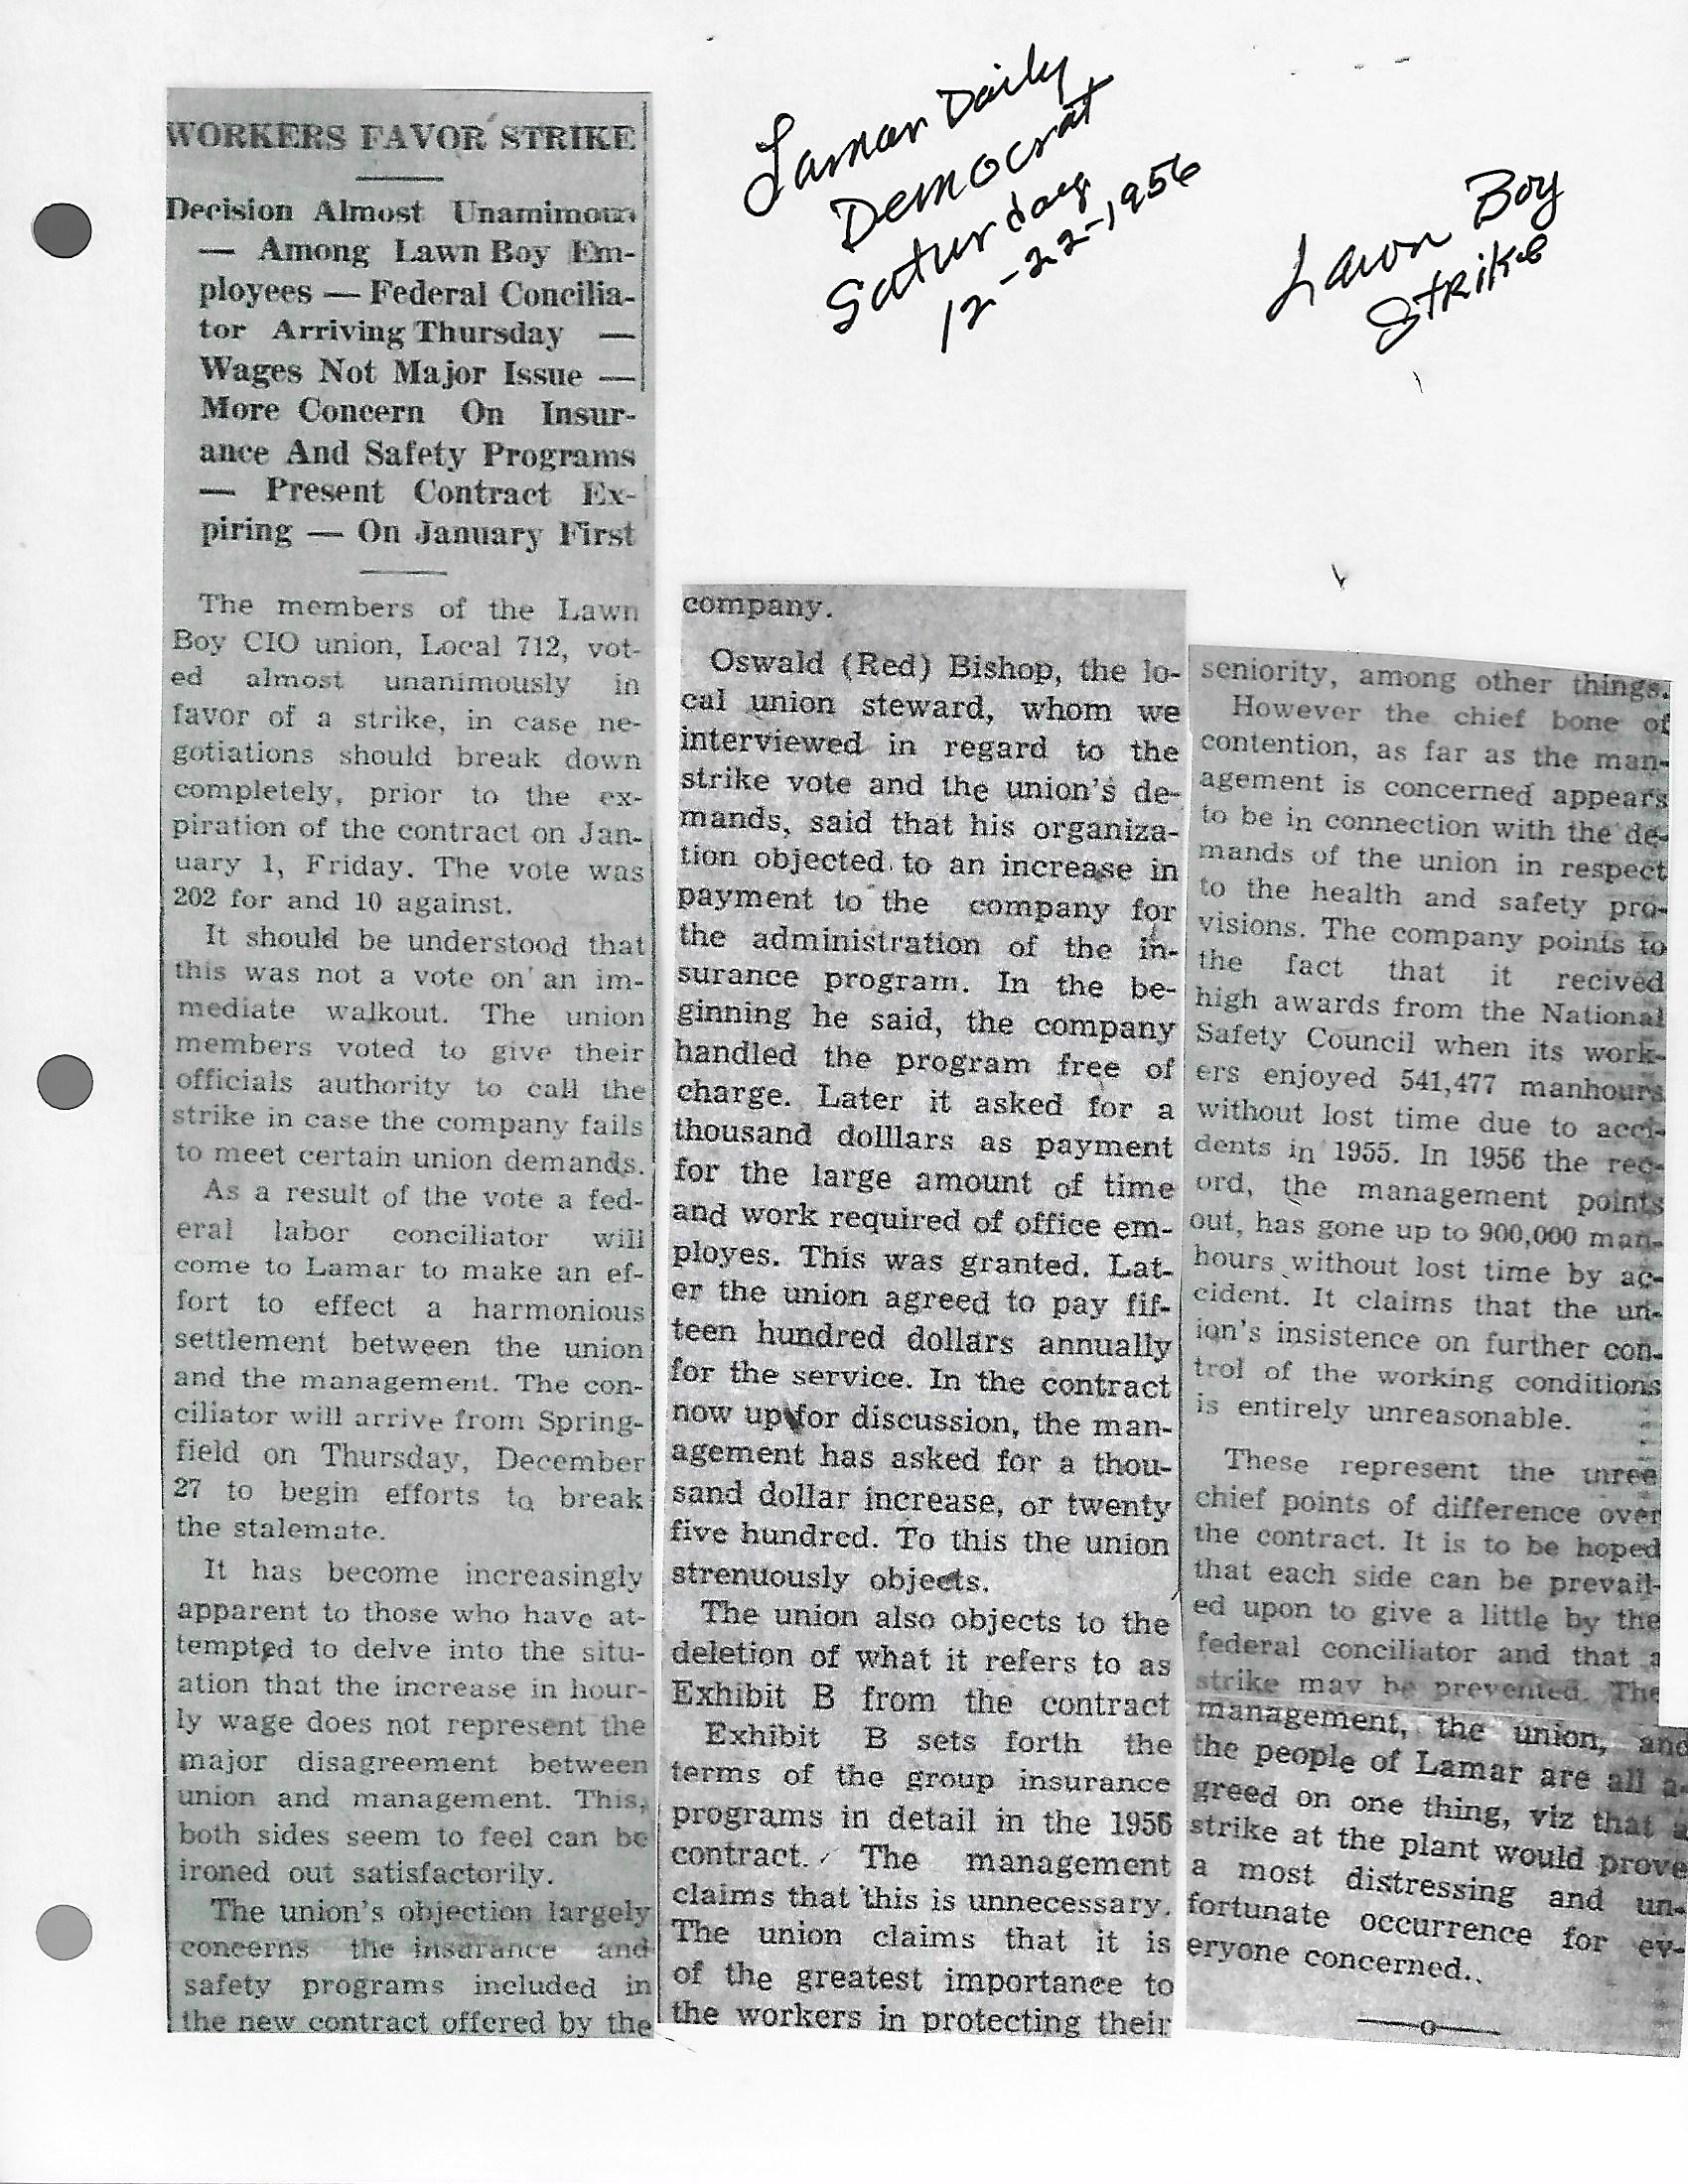 Lamar Daily
Democrat
Saturday
12-22-1956
Lawn Boy
Strike
WORKERS FAVOR STRIKE
Decision Almost Unamimous
— Among Lawn Boy Em-
ployees — Federal Concilia-
tor Arriving Thursday —
Wages Not Major Issue —
More Concern On Insur-
ance And Safety Programs
— Present Contract Ex-
piring — On January First
The members of the Lawn
Boy CIO union, Local 712, vot-
ed almost unanimously in
favor of a strike, in case ne-
gotiations should break down
completely, prior to the ex-
piration of the contract on Jan-
uary 1, Friday. The vote was
202 for and 10 against.
It should be understood that
this was not a vote on an im-
mediate walkout. The union
members voted to give their
officials authority to call the
strike in case the company fails
to meet certain union demands.
As a result of the vote a fed-
eral labor conciliator will
come to Lamar to make an ef-
fort to effect a harmonious
settlement between the union
and the management. The con-
ciliator will arrive from Spring-
field on Thursday, December
27 to begin efforts to break
the stalemate.
It has become increasingly
apparent to those who have at-
tempted to delve into the situ-
ation that the increase in hour-
ly wage does not represent the
major disagreement between
union and management. This,
both sides seem to feel can be
ironed out satisfactorily.
The union's objection largely
concerns the insurance and
safety programs included in
the new contract offered by the
company.
Oswald (Red) Bishop, the lo-
cal union steward, whom we
interviewed in regard to the
strike vote and the union's de-
mands, said that his organiza-
tion objected to an increase in
payment to the company for
the administration of the in-
surance program. In the be-
ginning he said, the company
handled the program free of
charge. Later it asked for a
thousand dolllars as payment
for the large amount of time
and work required of office em-
ployes. This was granted. Lat-
er the union agreed to pay fif-
teen hundred dollars annually
for the service. In the contract
now up for discussion, the man-
agement has asked for a thou-
sand dollar increase, or twenty
five hundred. To this the union
strenuously objects.
The union also objects to the
deletion of what it refers to as
Exhibit B from the contract
Exhibit B sets forth the
terms of the group insurance
programs in detail in the 1956
contract. The management
claims that this is unnecessary.
The union claims that it is
of the greatest importance to
the workers in protecting their
seniority, among other things.
However the chief bone of
contention, as far as the man-
agement is concerned appears
to be in connection with the de-
mands of the union in respect
to the health and safety pro-
visions. The company points to
the fact that it recived
high awards from the National
Safety Council when its work-
ers enjoyed 541,477 manhours
without lost time due to acci-
dents in 1955. In 1956 the rec-
ord, the management points
out, has gone up to 900,000 man-
hours without lost time by ac-
cident. It claims that the un-
ion's insistence on further con-
trol of the working conditions
is entirely unreasonable.
These represent the three
chief points of difference over
the contract. It is to be hoped
that each side can be prevail-
ed upon to give a little by the
federal conciliator and that a
strike may be prevented. The
management, the union, and
the people of Lamar are all a-
greed on one thing, viz that a
strike at the plant would prove
a most distressing and un-
fortunate occurrence for ev-
eryone concerned..
—o—